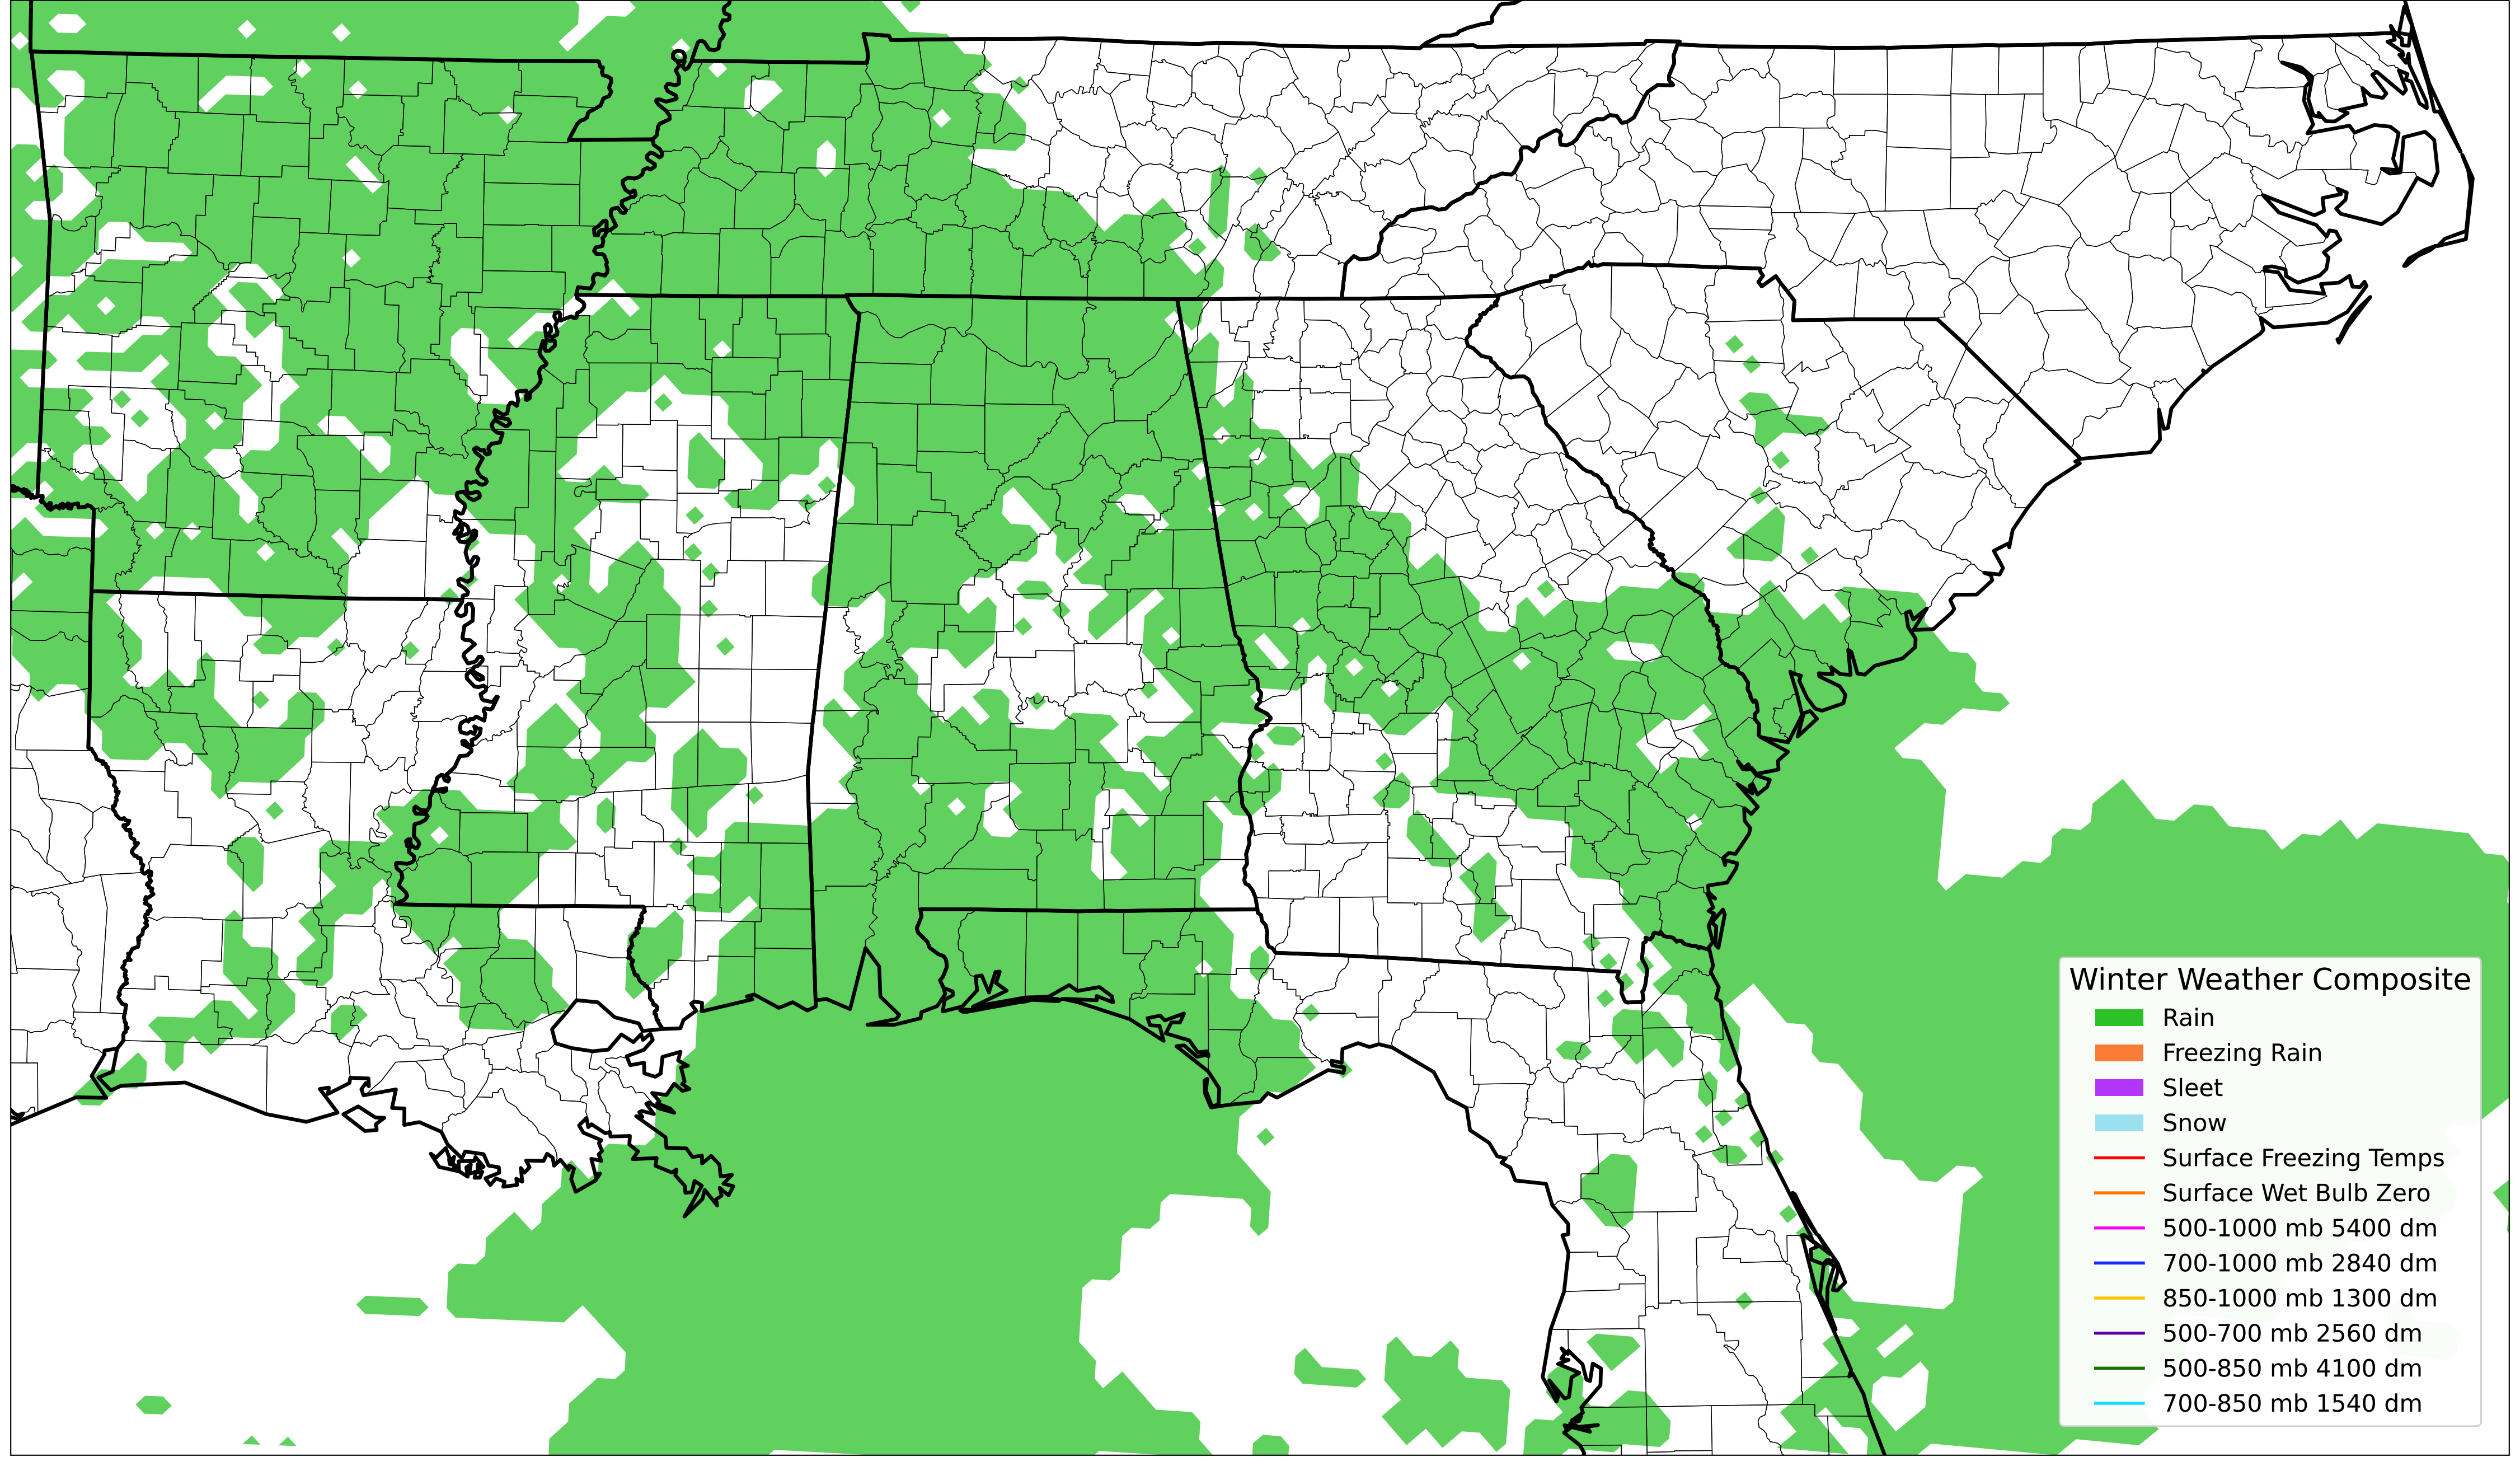 Winter Weather Composite
Rain
Freezing Rain
Sleet
Snow
Surface Freezing Temps
Surface Wet Bulb Zero
500-1000 mb 5400 dm
700-1000 mb 2840 dm
850-1000 mb 1300 dm
500-700 mb 2560 dm
500-850 mb 4100 dm
700-850 mb 1540 dm